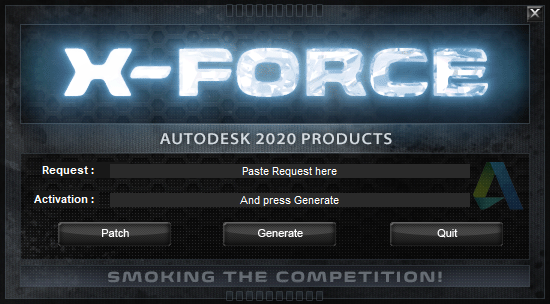 X-FORCE
AUTODESK 2020 PRODUCTS
Request : Paste Request here
Activation : And press Generate
Patch Generate Quit
SMOKING THE COMPETITION!